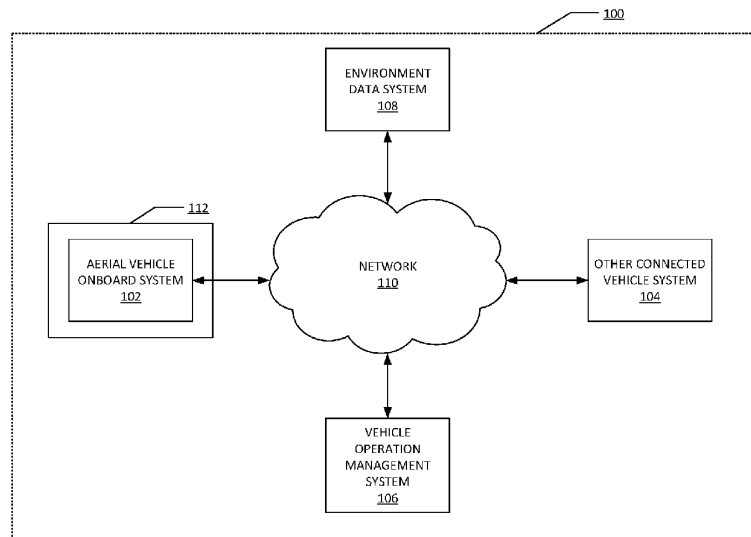 100
ENVIRONMENT
DATA SYSTEM
108
112
AERIAL VEHICLE
ONBOARD SYSTEM
102
NETWORK
110
OTHER CONNECTED
VEHICLE SYSTEM
104
VEHICLE
OPERATION
MANAGEMENT
SYSTEM
106